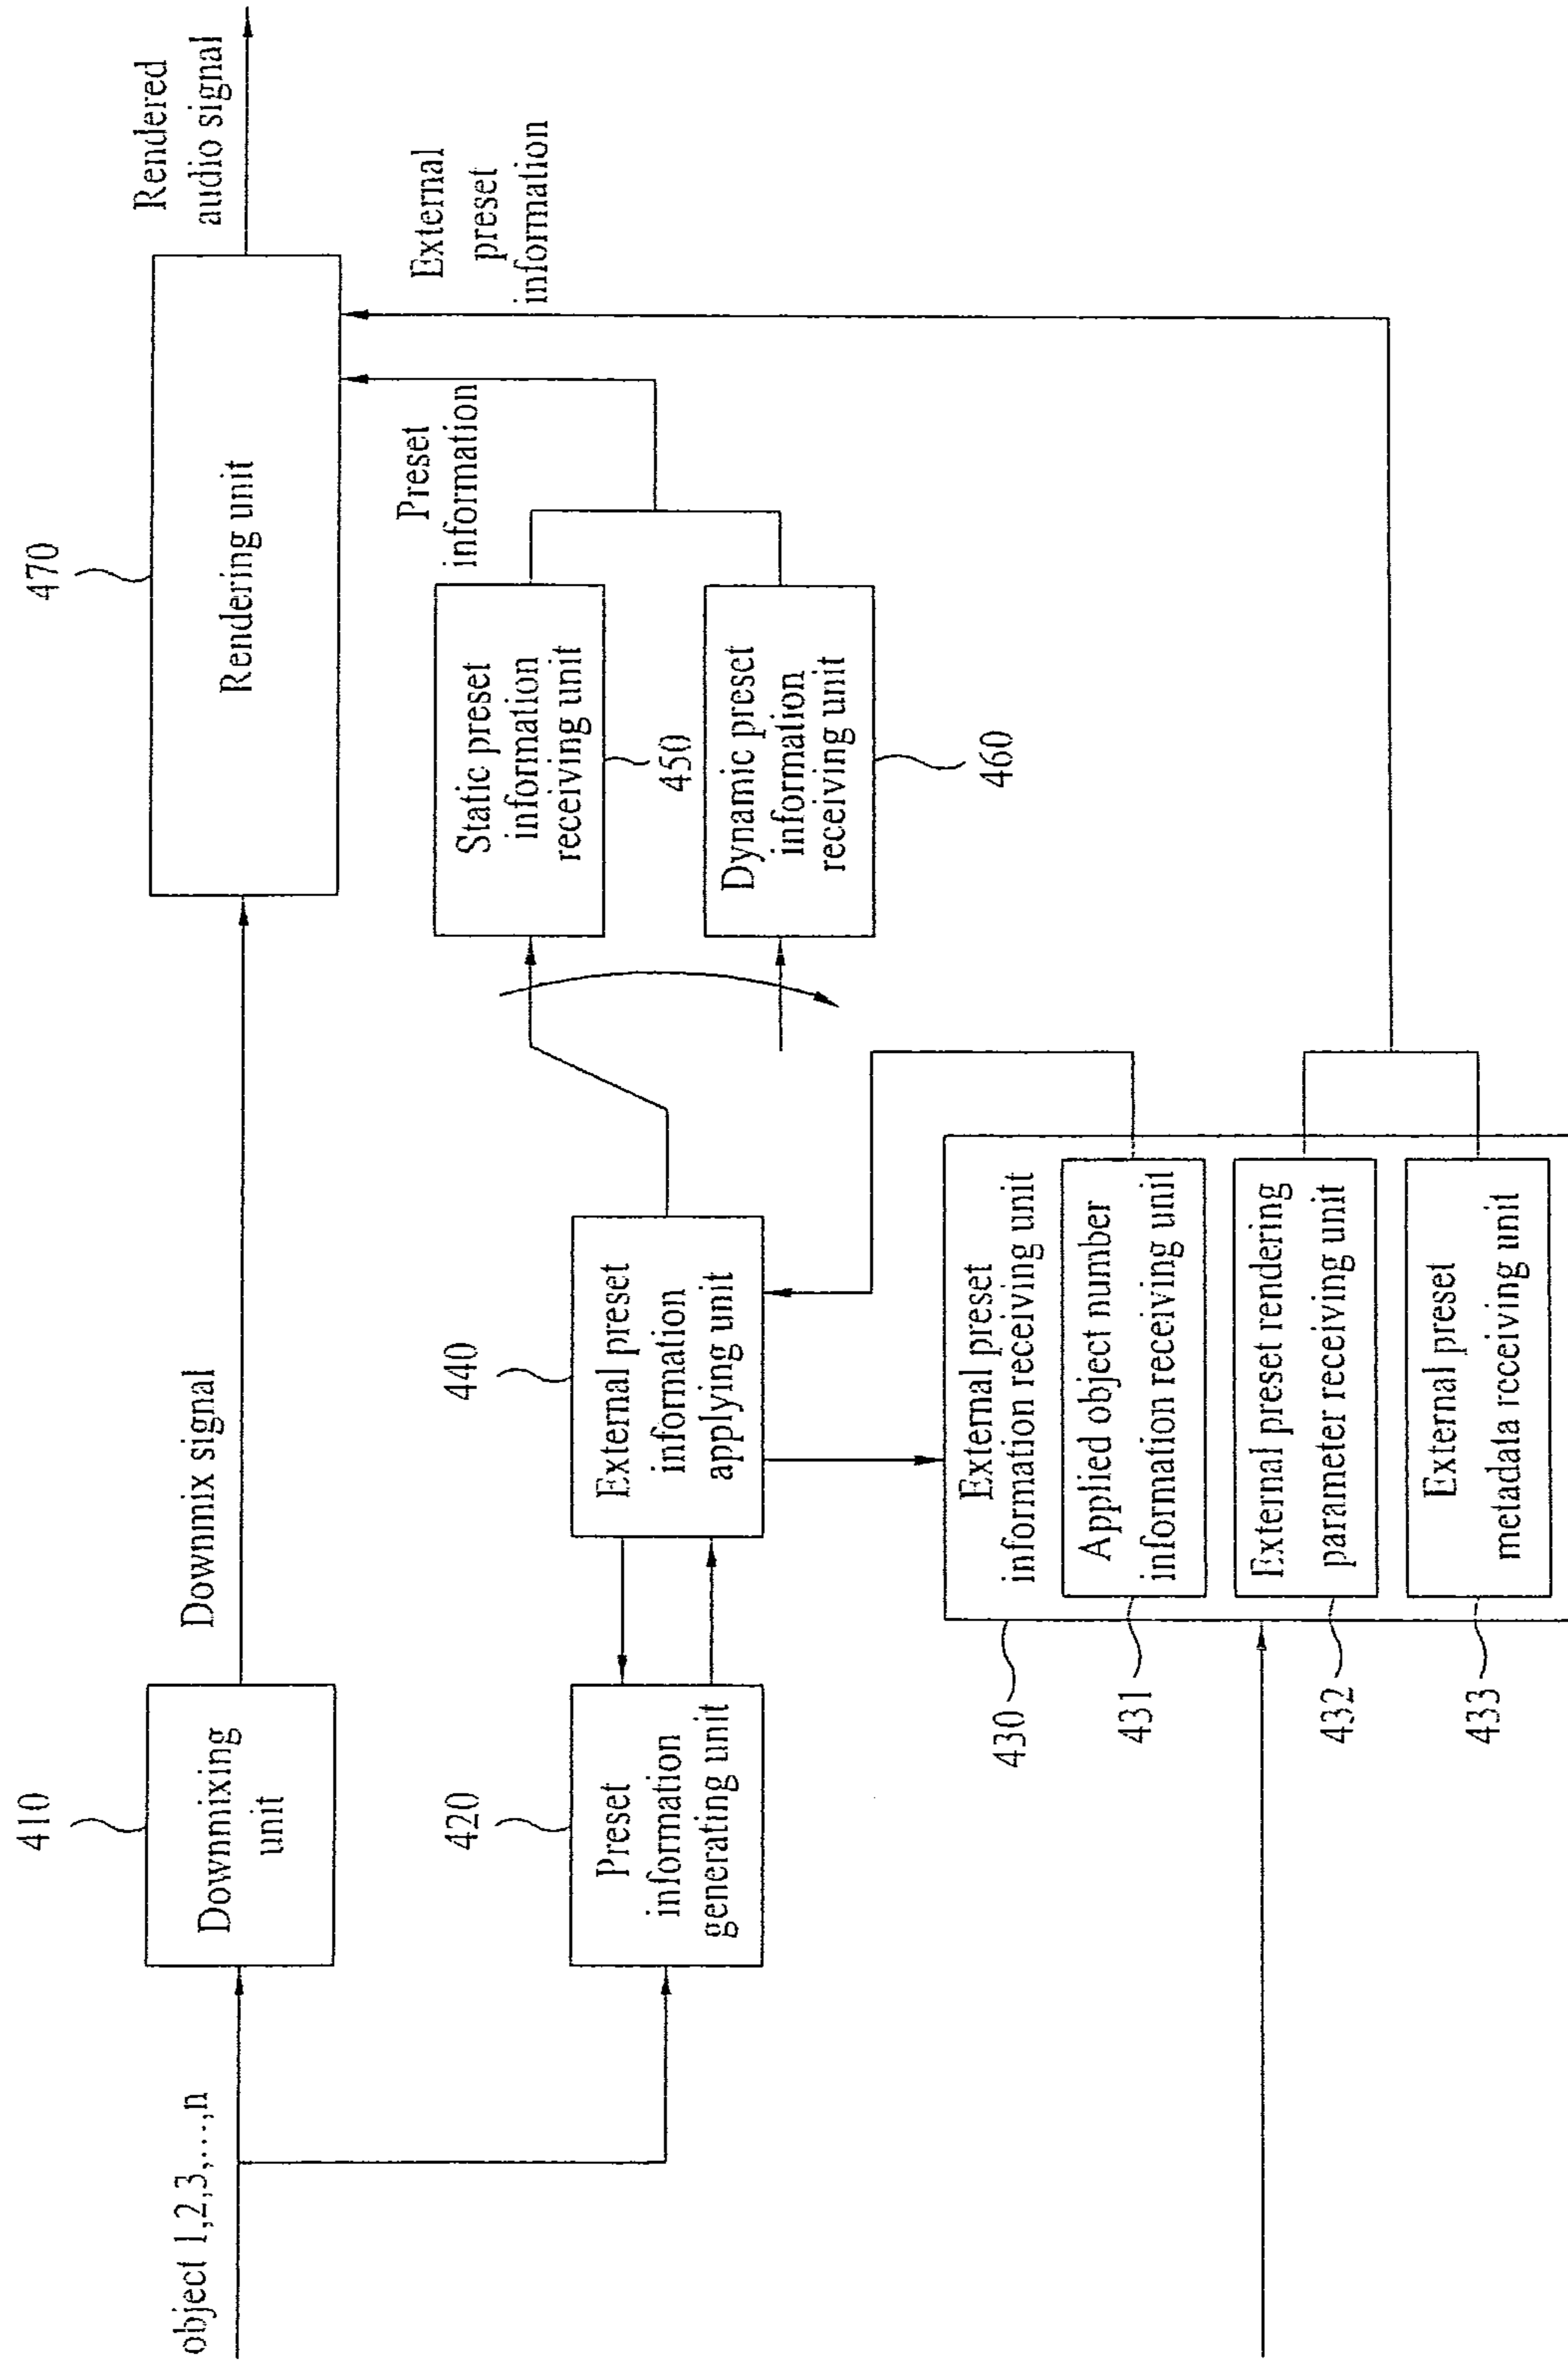 object 1,2,3,...,n
410
Downmixing
unit
Downmix signal
470
Rendering unit
Rendered
audio signal
420
Preset
information
generating unit
440
External preset
information
applying unit
Static preset
information
receiving unit
450
Dynamic preset
information
receiving unit
460
Preset
information
External
preset
information
430
External preset
information receiving unit
431
Applied object number
information receiving unit
432
External preset rendering
parameter receiving unit
433
External preset
metadata receiving unit